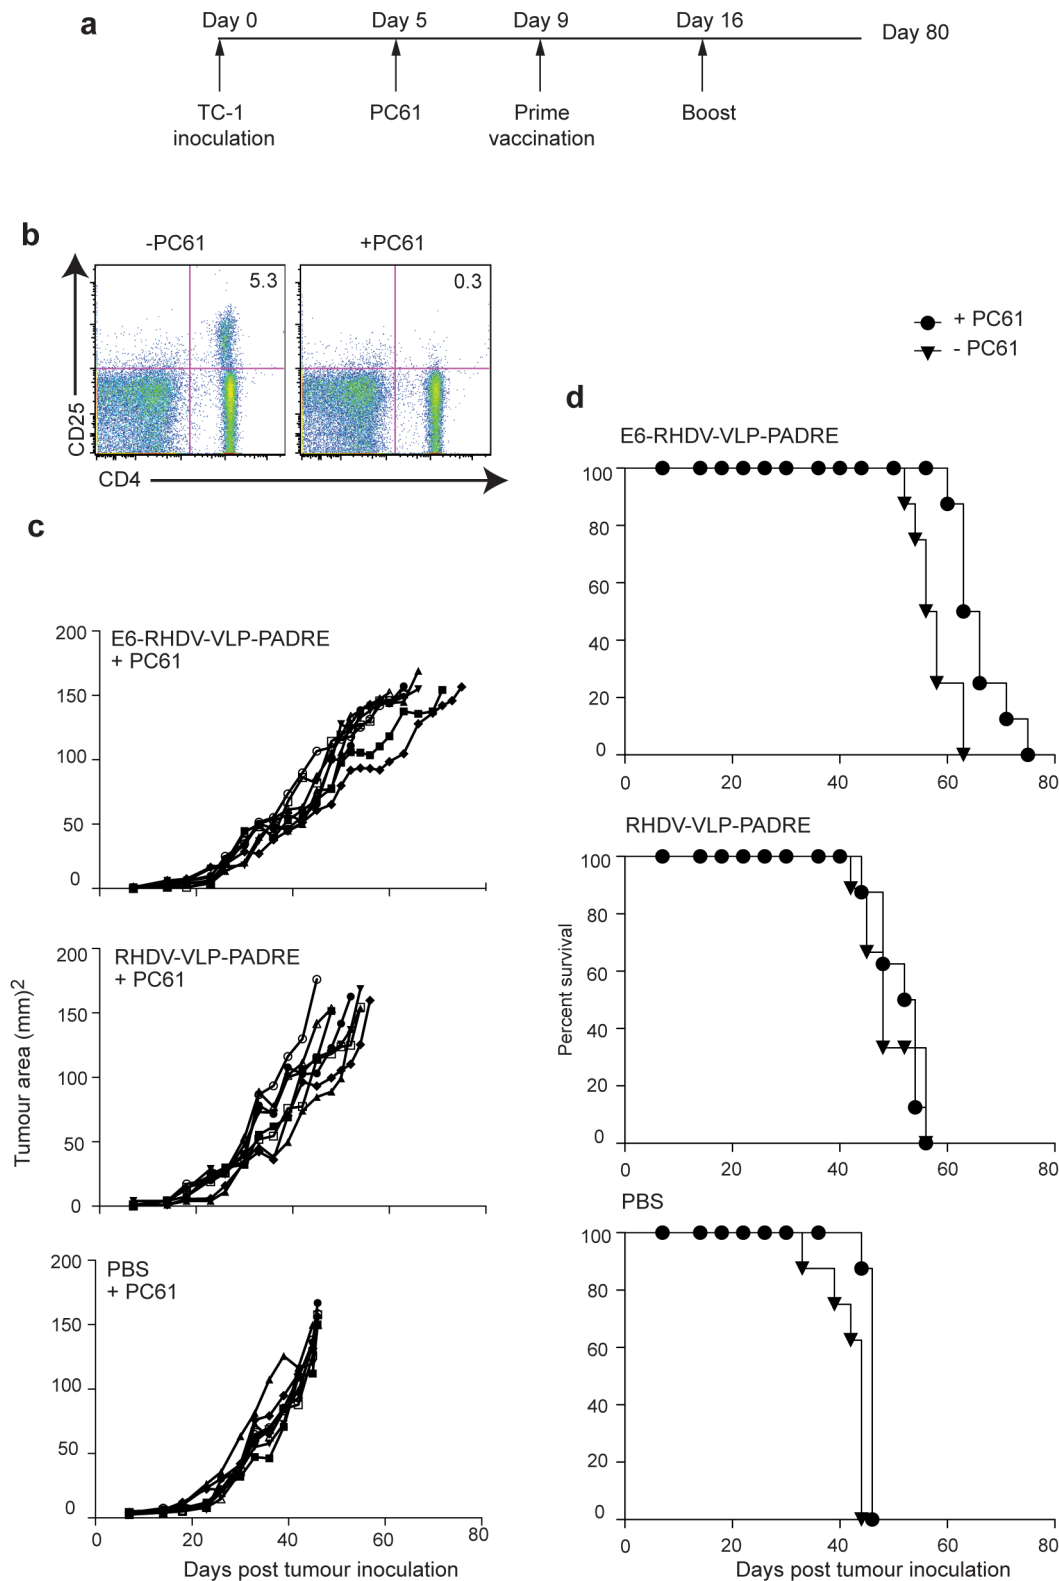 a
Day 0 Day 5 Day 9 Day 16 Day 80
TC-1 inoculation
PC61
Prime vaccination
Boost
b
-PC61
+PC61
5.3
0.3
CD25
CD4
c
E6-RHDV-VLP-PADRE
+ PC61
200
150
100
50
0
RHDV-VLP-PADRE
+ PC61
200
150
100
50
0
Tumour area (mm)2
PBS
+ PC61
200
150
100
50
0
0 20 40 60 80
Days post tumour inoculation
+ PC61
- PC61
d
E6-RHDV-VLP-PADRE
100
80
60
40
20
0
0 20 40 60 80
RHDV-VLP-PADRE
100
80
60
40
20
0
0 20 40 60 80
Percent survival
PBS
100
80
60
40
20
0
0 20 40 60 80
Days post tumour inoculation